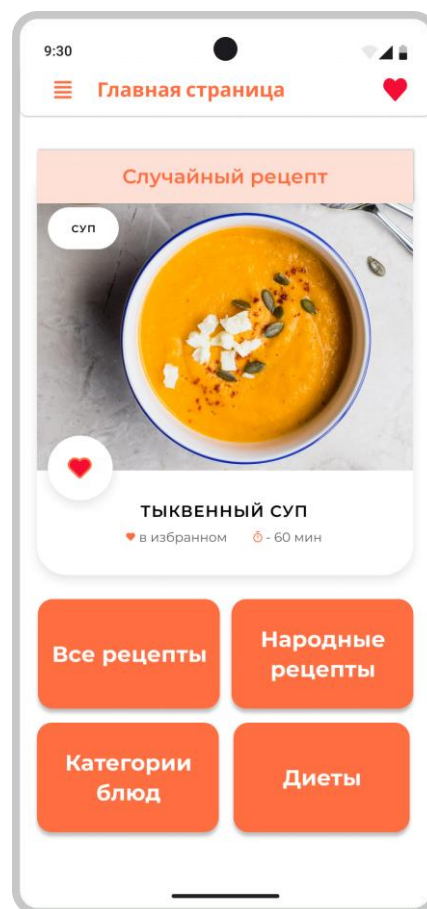 9:30
Главная страница
Случайный рецепт
СУП
ТЫКВЕННЫЙ СУП
в избранном - 60 мин
Все рецепты
Народные
рецепты
Категории
блюд
Диеты